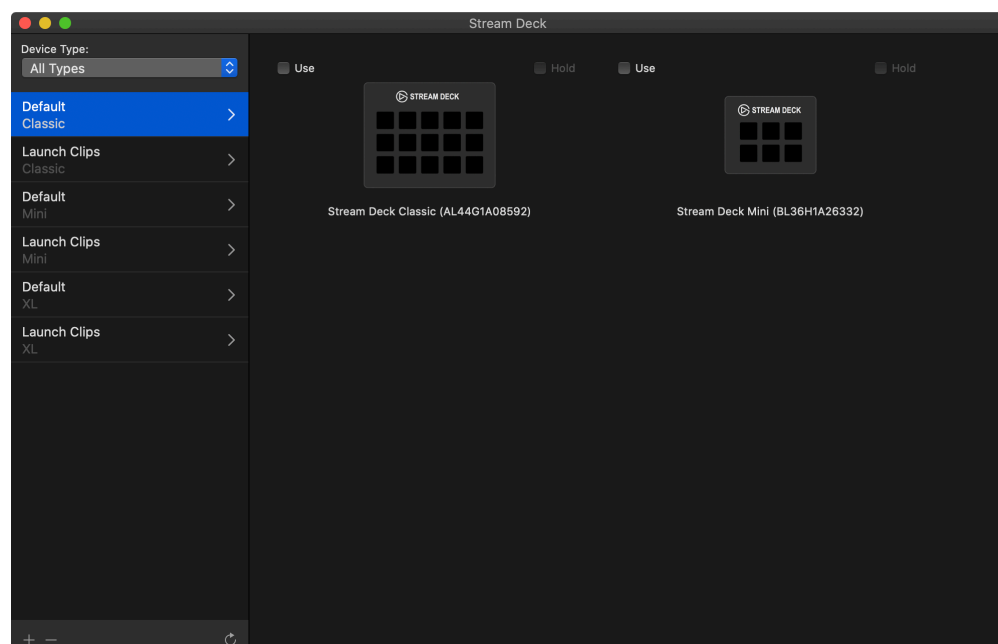 Stream Deck
Device Type:
All Types
Default
Classic
Launch Clips
Classic
Default
Mini
Launch Clips
Mini
Default
XL
Launch Clips
XL
Use
Hold
STREAM DECK
Stream Deck Classic (AL44G1A08592)
Use
Hold
STREAM DECK
Stream Deck Mini (BL36H1A26332)